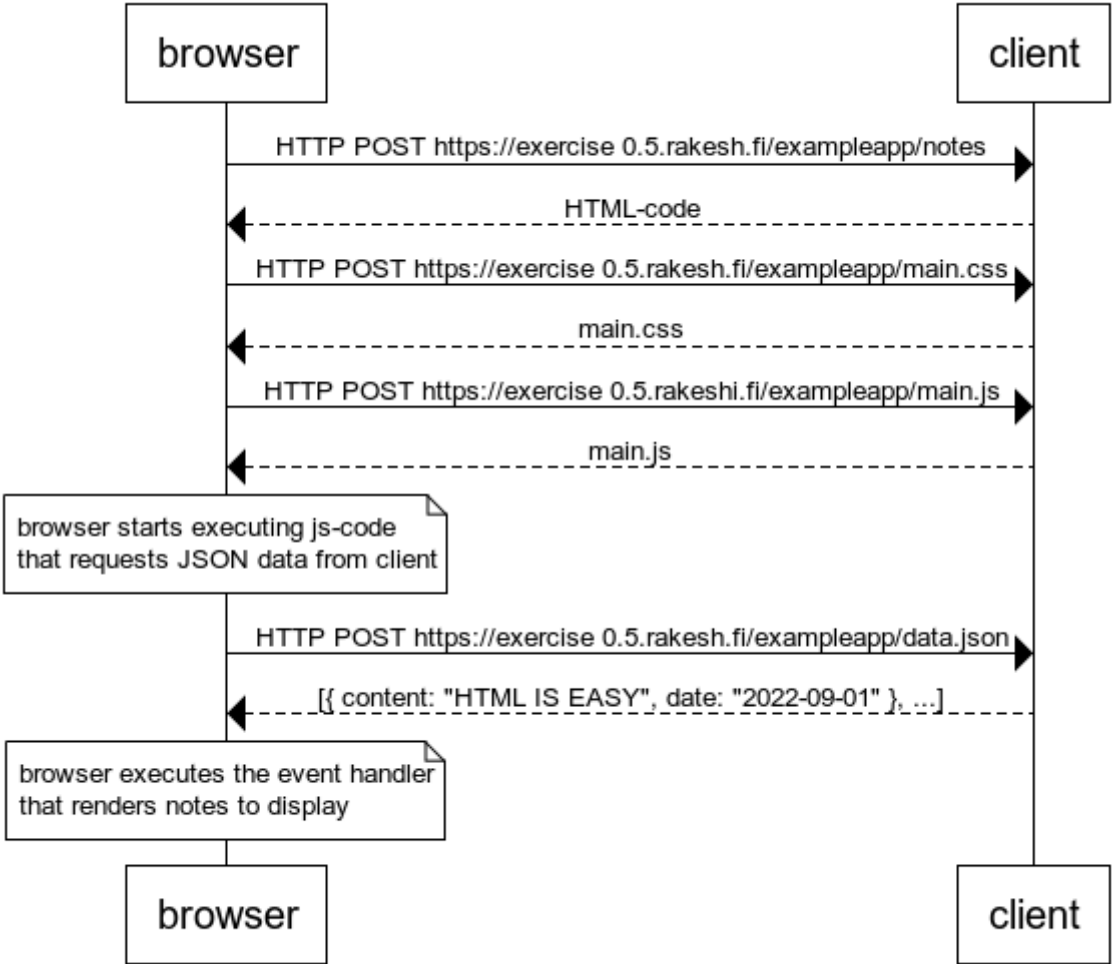 browser
client
HTTP POST https://exercise 0.5.rakesh.fi/exampleapp/notes
HTML-code
HTTP POST https://exercise 0.5.rakesh.fi/exampleapp/main.css
main.css
HTTP POST https://exercise 0.5.rakeshi.fi/exampleapp/main.js
main.js
browser starts executing js-code
that requests JSON data from client
HTTP POST https://exercise 0.5.rakesh.fi/exampleapp/data.json
[{ content: "HTML IS EASY", date: "2022-09-01" }, ...]
browser executes the event handler
that renders notes to display
browser
client